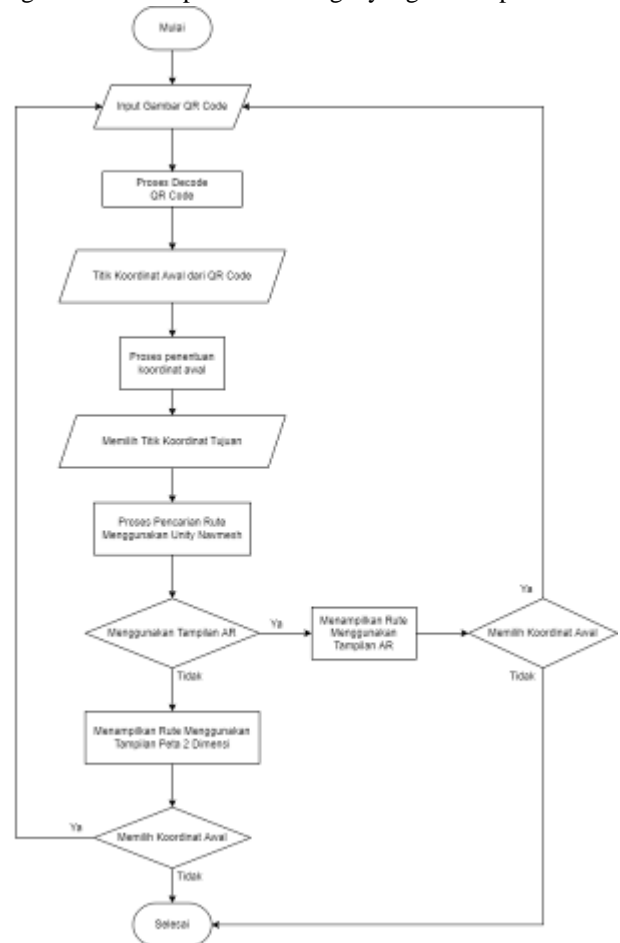 Mulai
Input Gambar QR Code
Proses Decode
QR Code
Titik Koordinat Awal dari QR Code
Proses penentuan
koordinat awal
Memilih Titik Koordinat Tujuan
Proses Pencarian Rute
Menggunakan Unity Navmesh
Menggunakan Tampilan AR
Ya
Tidak
Menampilkan Rute
Menggunakan
Tampilan AR
Memilih Koordinat Awal
Ya
Tidak
Menampilkan Rute Menggunakan
Tampilan Peta 2 Dimensi
Memilih Koordinat Awal
Ya
Tidak
Selesai